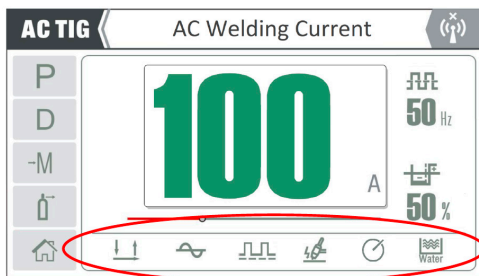 AC TIG
AC Welding Current
P
D
→M
100
A
50 Hz
50 %
Water